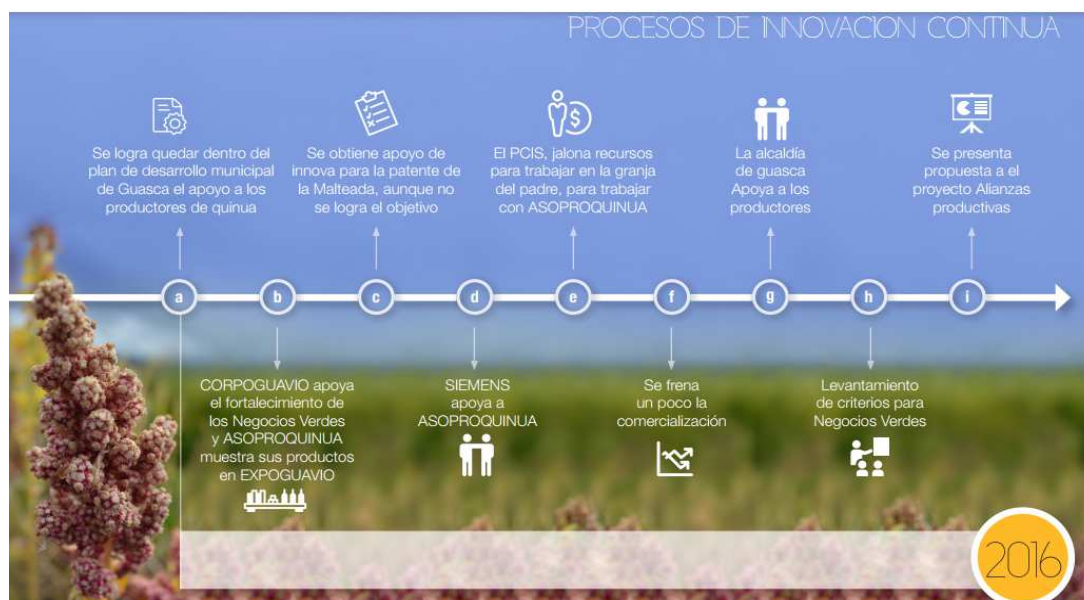 PROCESOS DE INNOVACION CONTINUA
Se logra quedar dentro del
plan de desarrollo municipal
de Guasca el apoyo a los
productores de quinua
Se obtiene apoyo de
innova para la patente de
la Malteada, aunque no
se logra el objetivo
El PCIS, jalona recursos
para trabajar en la granja
del padre, para trabajar
con ASOPROQUINUA
La alcaldía
de guasca
Apoya a los
productores
Se presenta
propuesta a el
proyecto Alianzas
productivas
a
b
c
d
e
f
g
h
i
CORPOGUAVIO apoya
el fortalecimiento de
los Negocios Verdes
y ASOPROQUINUA
muestra sus productos
en EXPOGUAVIO
SIEMENS
apoya a
ASOPROQUINUA
Se frena
un poco la
comercialización
Levantamiento
de criterios para
Negocios Verdes
2016